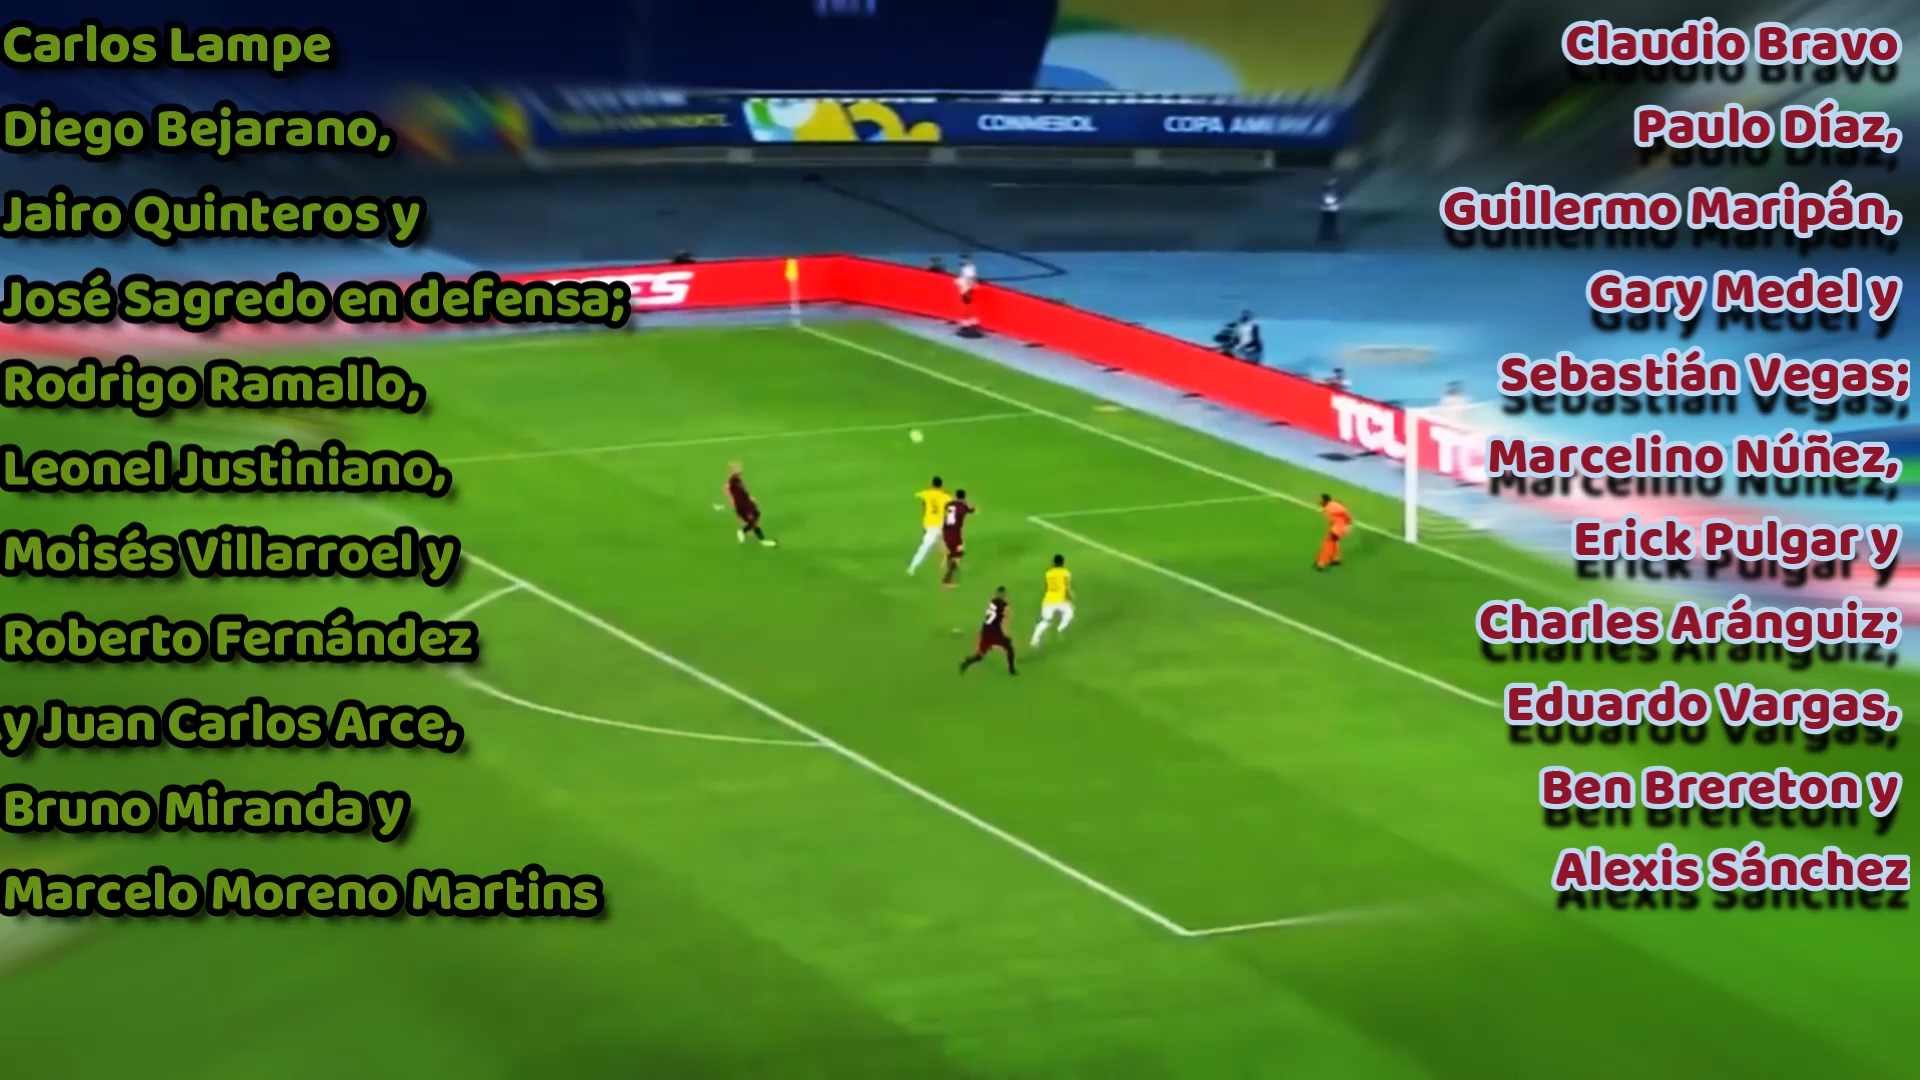 Carlos Lampe
Diego Bejarano,
Jairo Quinteros y
José Sagredo en defensa;
Rodrigo Ramallo,
Leonel Justiniano,
Moisés Villarroel y
Roberto Fernández
y Juan Carlos Arce,
Bruno Miranda y
Marcelo Moreno Martins
Claudio Bravo
Paulo Díaz,
Guillermo Maripán,
Gary Medel y
Sebastián Vegas;
Marcelino Núñez,
Erick Pulgar y
Charles Aránguiz;
Eduardo Vargas,
Ben Brereton y
Alexis Sánchez
CONMEBOL
COPA AMÉRICA
TCL